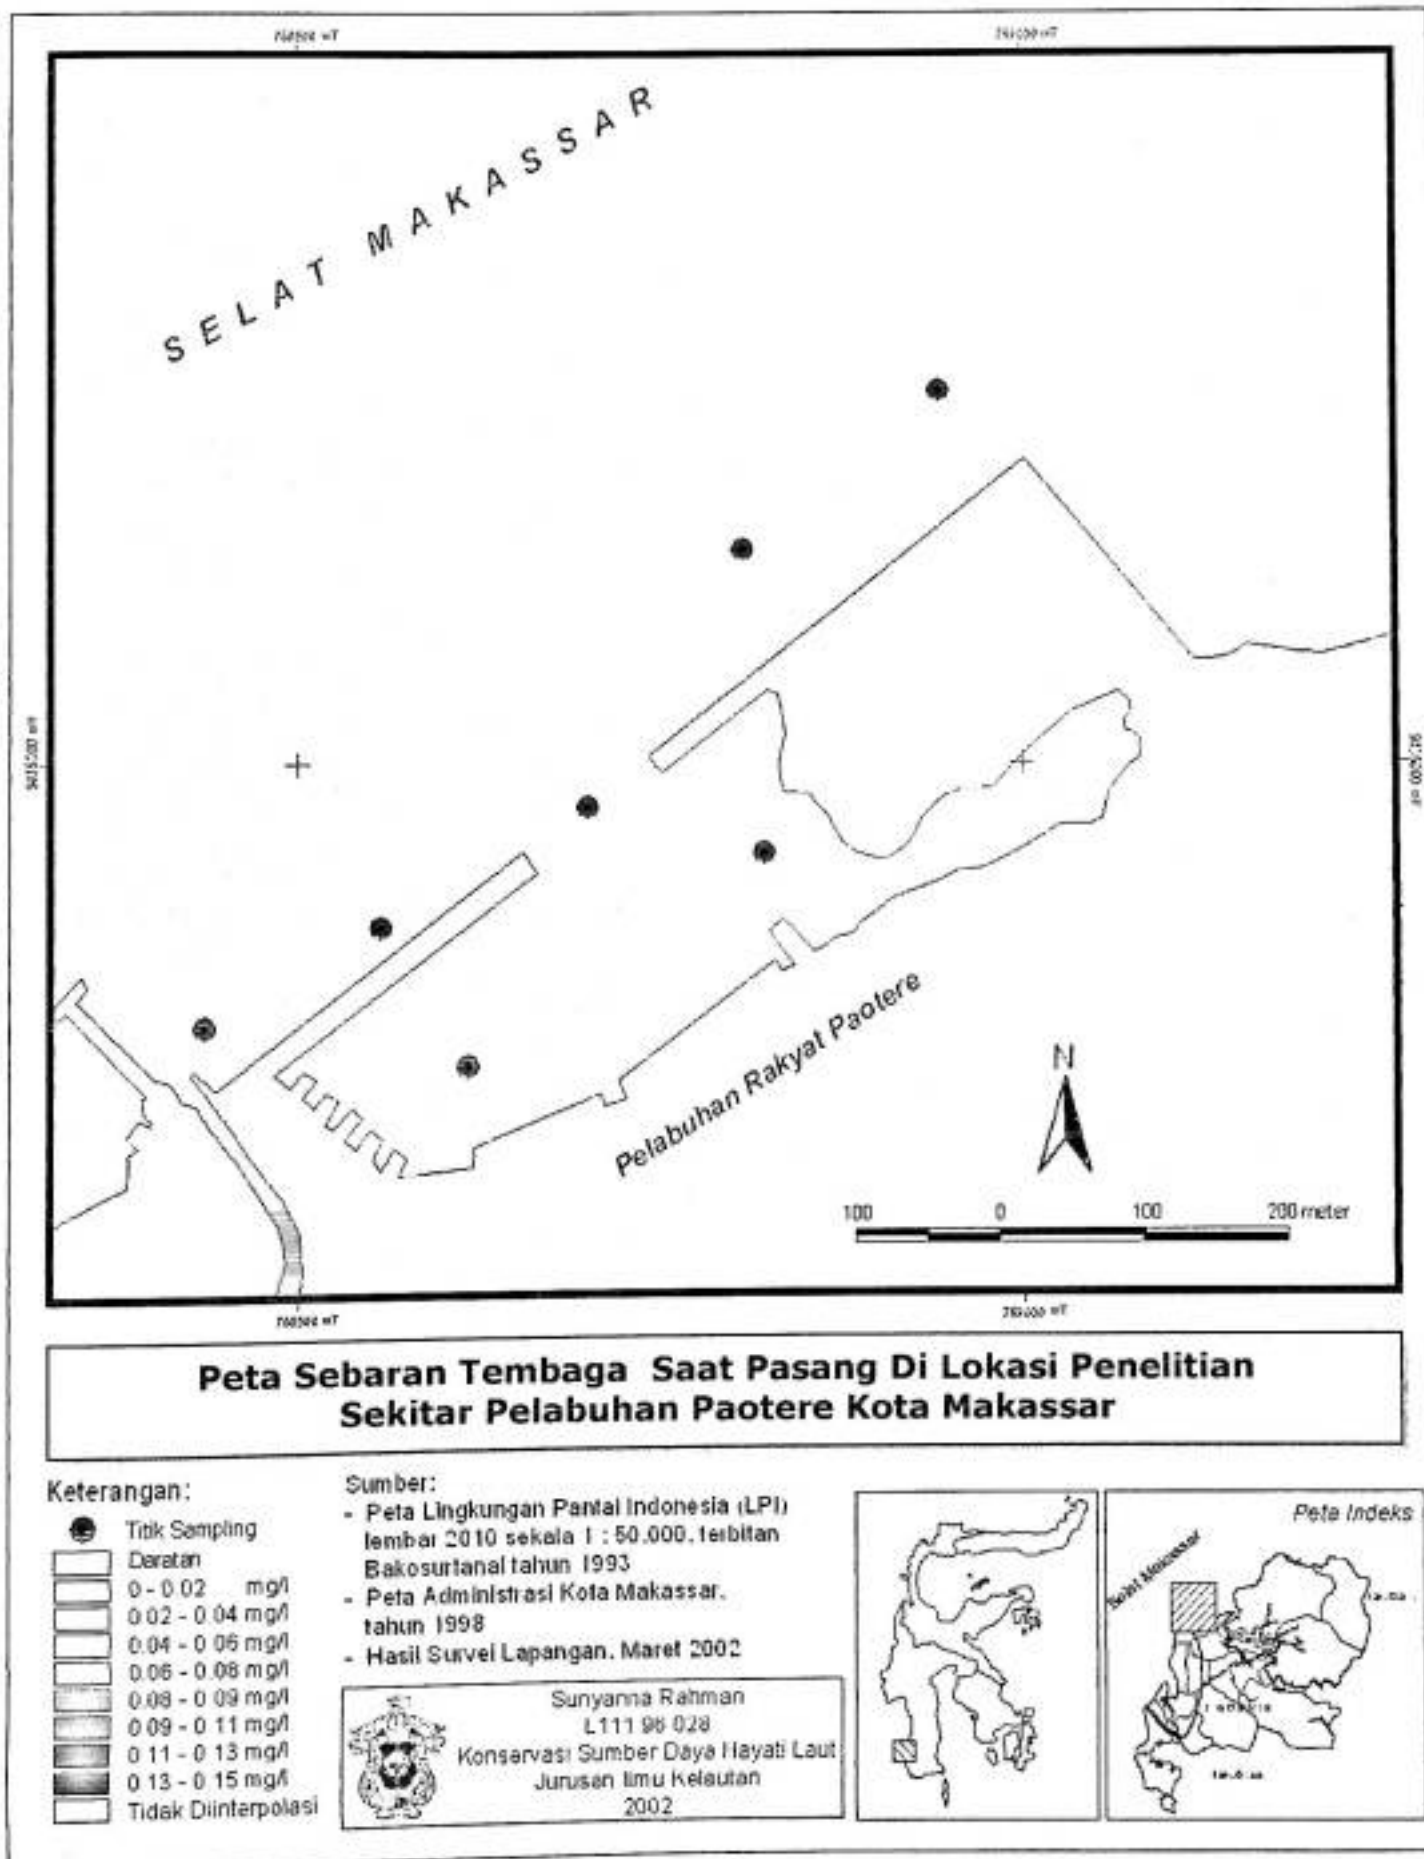 SELAT MAKASSAR
Pelabuhan Rakyat Paotere
N
100 0 100 200 meter
Peta Sebaran Tembaga Saat Pasang Di Lokasi Penelitian
Sekitar Pelabuhan Paotere Kota Makassar
Keterangan:
Titik Sampling
Daratan
0 - 0.02 mg/l
0.02 - 0.04 mg/l
0.04 - 0.06 mg/l
0.06 - 0.08 mg/l
0.08 - 0.09 mg/l
0.09 - 0.11 mg/l
0.11 - 0.13 mg/l
0.13 - 0.15 mg/l
Tidak Diinterpolasi
Sumber:
- Peta Lingkungan Pantai Indonesia (LPI)
lembar 2010 sekala 1 : 50.000, terbitan
Bakosurtanal tahun 1993
- Peta Administrasi Kota Makassar,
tahun 1998
- Hasil Survei Lapangan, Maret 2002
Sunyanna Rahman
L111 96 028
Konservasi Sumber Daya Hayati Laut
Jurusan Ilmu Kelautan
2002
Peta Indeks
Selat Makassar